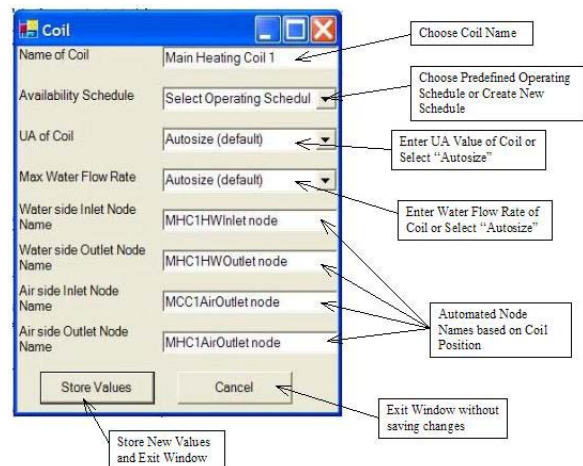 Coil
Name of Coil
Main Heating Coil 1
Choose Coil Name
Availability Schedule
Select Operating Schedul
Choose Predefined Operating
Schedule or Create New
Schedule
UA of Coil
Autosize (default)
Enter UA Value of Coil or
Select “Autosize”
Max Water Flow Rate
Autosize (default)
Enter Water Flow Rate of
Coil or Select “Autosize”
Water side Inlet Node
Name
MHC1HWInlet node
Water side Outlet Node
Name
MHC1HWOutlet node
Air side Inlet Node
Name
MCC1AirOutlet node
Air side Outlet Node
Name
MHC1AirOutlet node
Automated Node
Names based on Coil
Position
Store Values
Cancel
Exit Window without
saving changes
Store New Values
and Exit Window